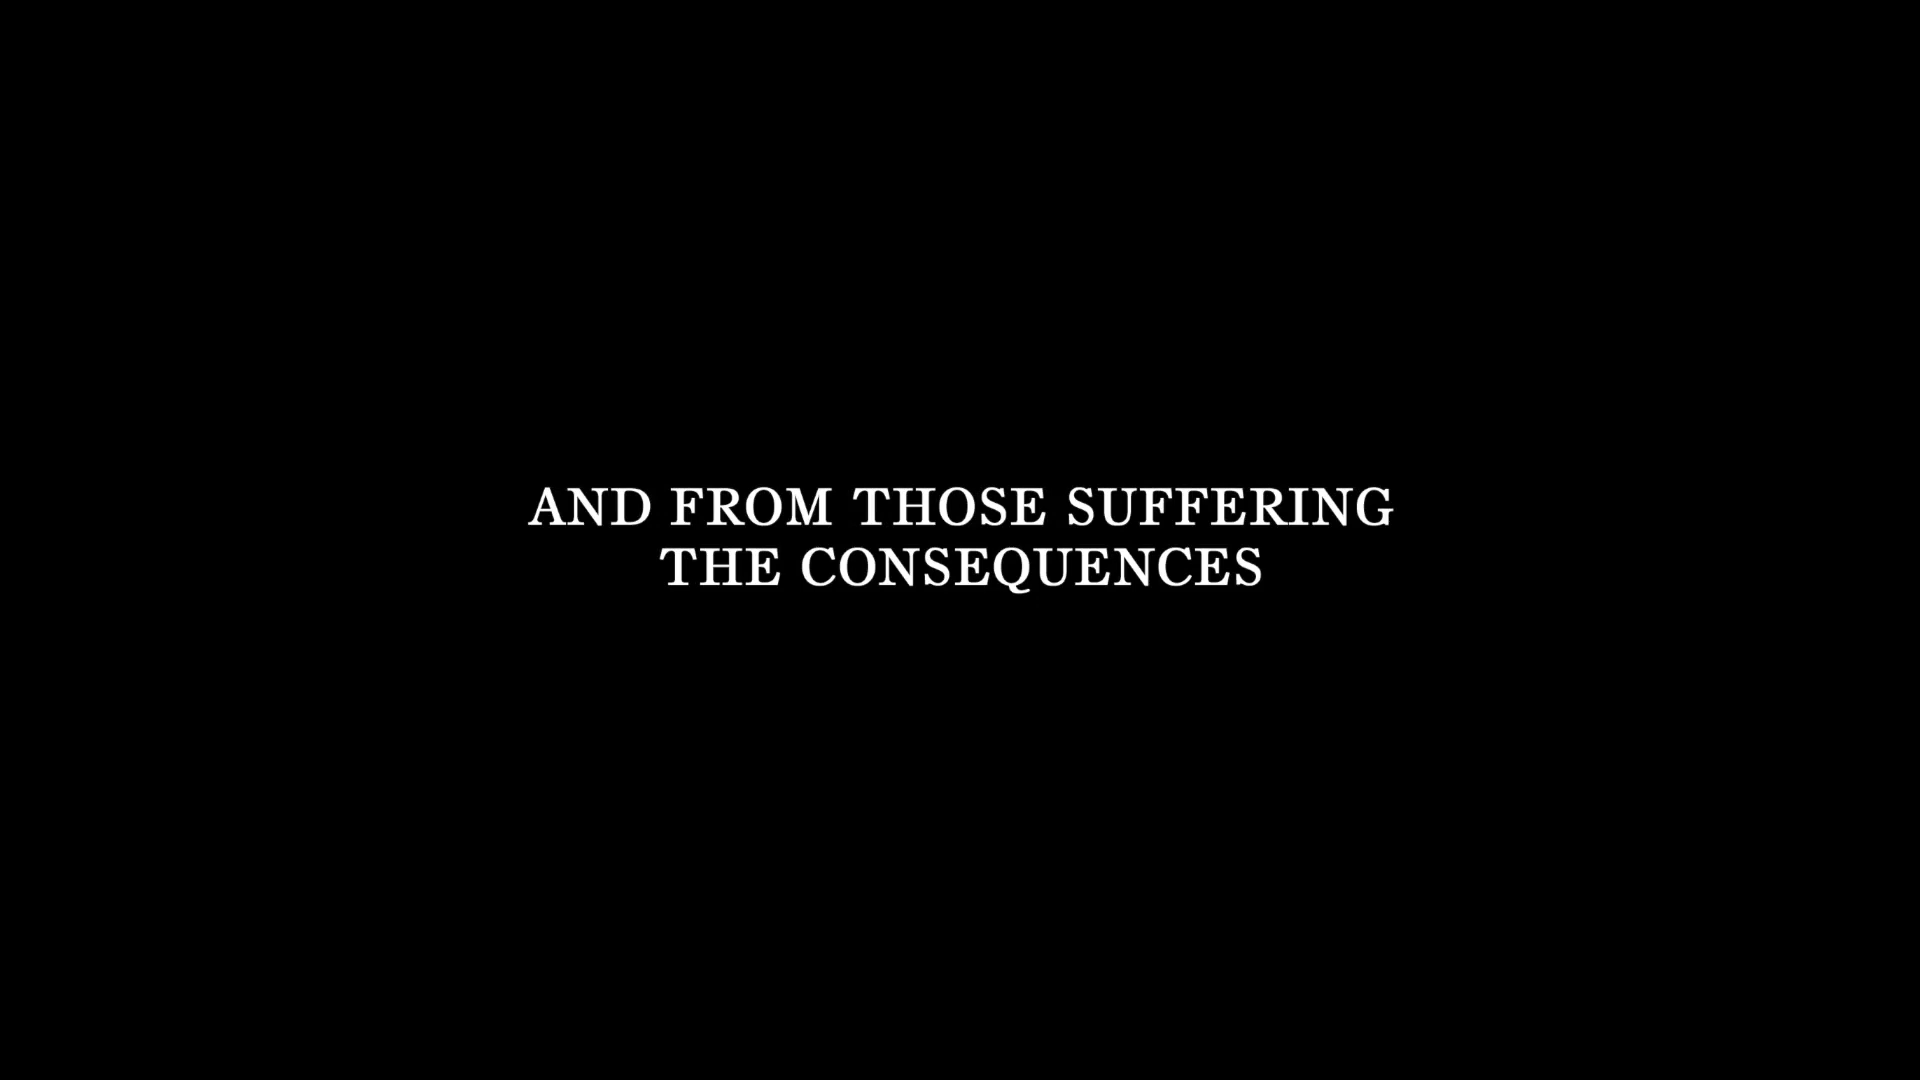 AND FROM THOSE SUFFERING
THE CONSEQUENCES